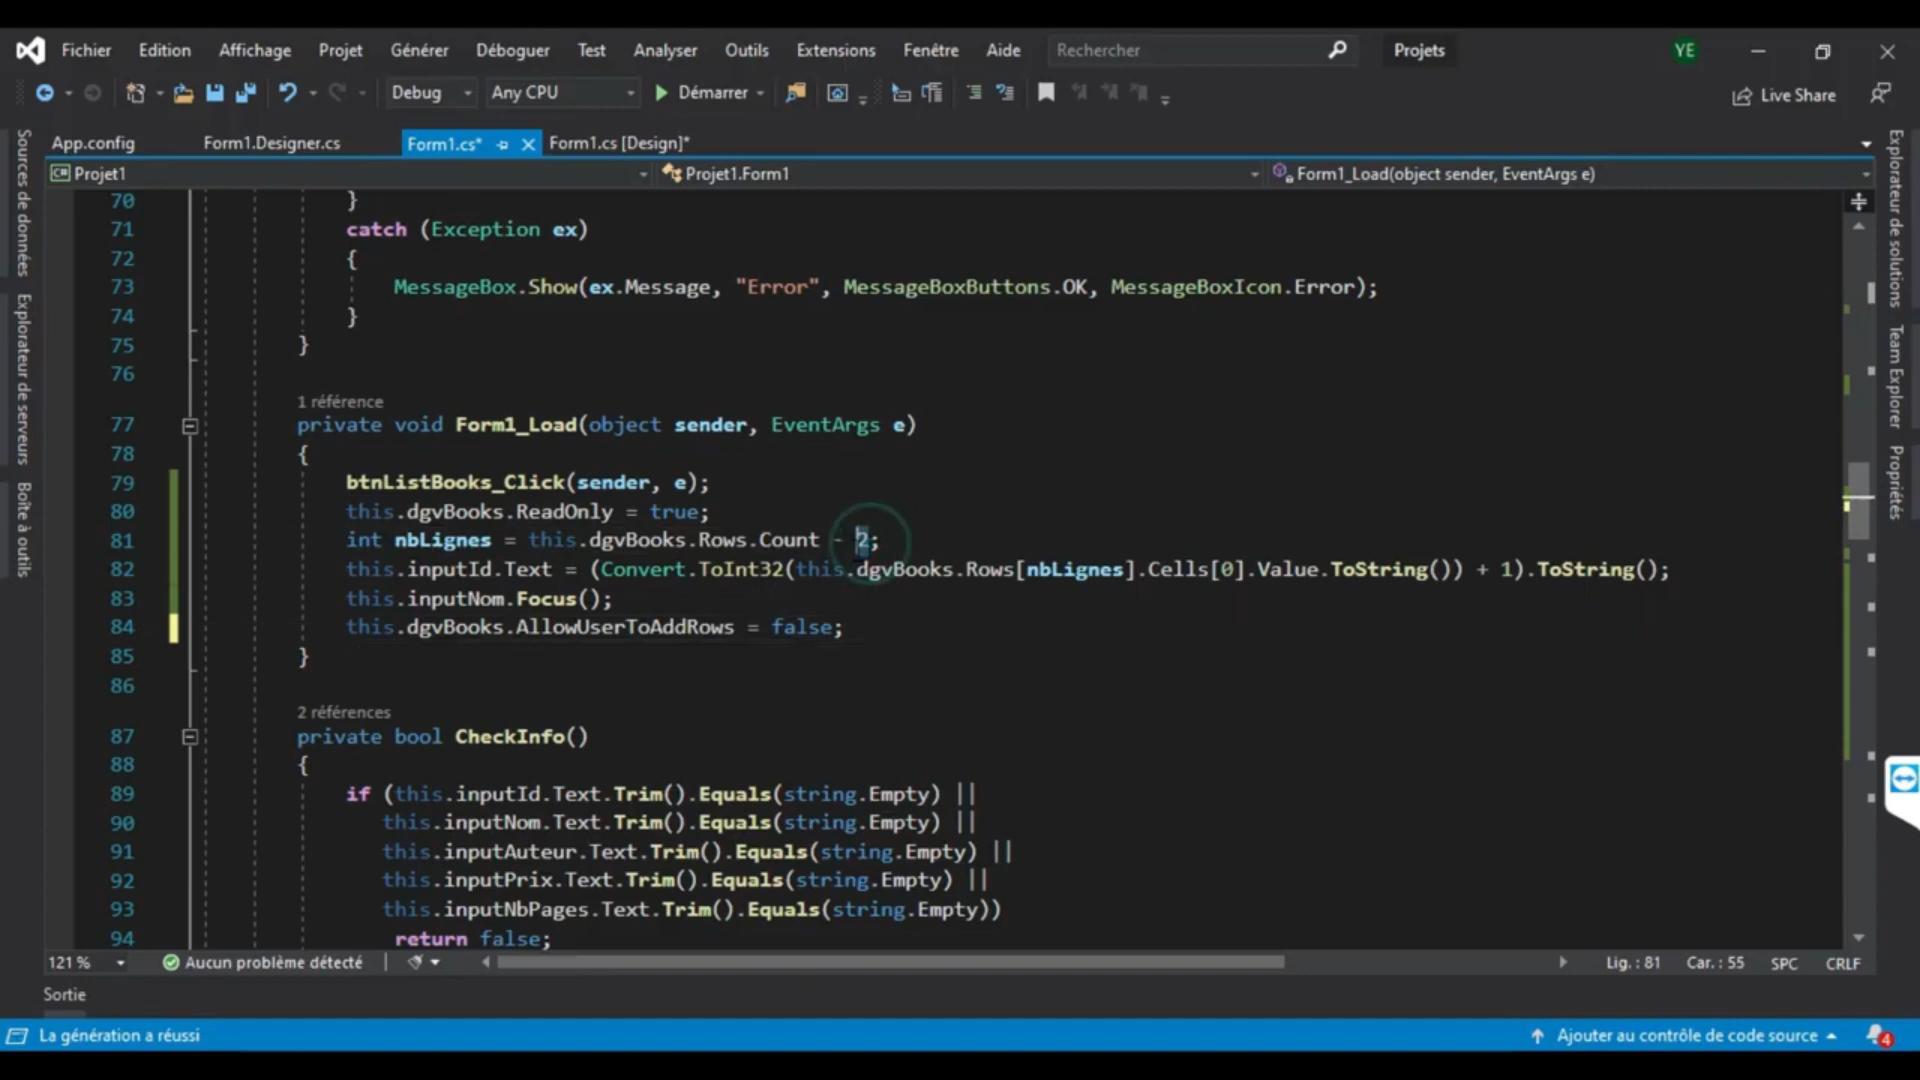 Fichier Edition Affichage Projet Générer Déboguer Test Analyser Outils Extensions Fenêtre Aide Rechercher Projets YE
Debug Any CPU Démarrer Live Share
App.config Form1.Designer.cs Form1.cs* Form1.cs [Design]*
C# Projet1 Projet1.Form1 Form1_Load(object sender, EventArgs e)
Sources de données
Explorateur de serveurs
Boîte à outils
70 }
71 catch (Exception ex)
72 {
73 MessageBox.Show(ex.Message, "Error", MessageBoxButtons.OK, MessageBoxIcon.Error);
74 }
75 }
76
1 référence
77 private void Form1_Load(object sender, EventArgs e)
78 {
79 btnListBooks_Click(sender, e);
80 this.dgvBooks.ReadOnly = true;
81 int nbLignes = this.dgvBooks.Rows.Count - 2;
82 this.inputId.Text = (Convert.ToInt32(this.dgvBooks.Rows[nbLignes].Cells[0].Value.ToString()) + 1).ToString();
83 this.inputNom.Focus();
84 this.dgvBooks.AllowUserToAddRows = false;
85 }
86
2 références
87 private bool CheckInfo()
88 {
89 if (this.inputId.Text.Trim().Equals(string.Empty) ||
90 this.inputNom.Text.Trim().Equals(string.Empty) ||
91 this.inputAuteur.Text.Trim().Equals(string.Empty) ||
92 this.inputPrix.Text.Trim().Equals(string.Empty) ||
93 this.inputNbPages.Text.Trim().Equals(string.Empty))
94 return false;
Explorateur de solutions
Team Explorer
Propriétés
121 % Aucun problème détecté Lig. : 81 Car. : 55 SPC CRLF
Sortie
La génération a réussi Ajouter au contrôle de code source 4